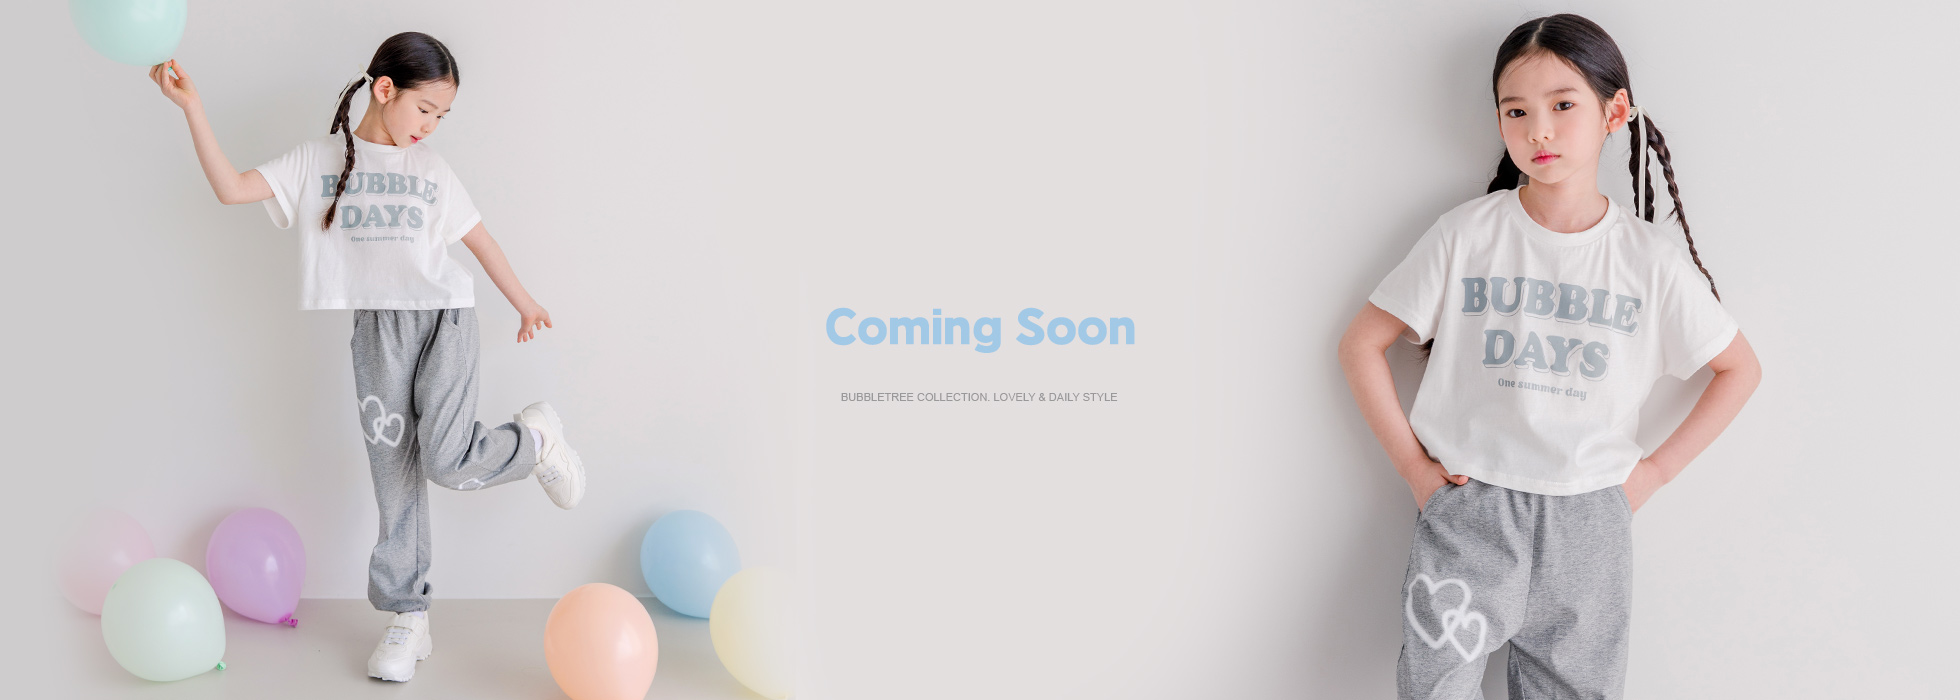 BUBBLE
DAYS
One summer day
Coming Soon
BUBBLETREE COLLECTION. LOVELY & DAILY STYLE
BUBBLE
DAYS
One summer day